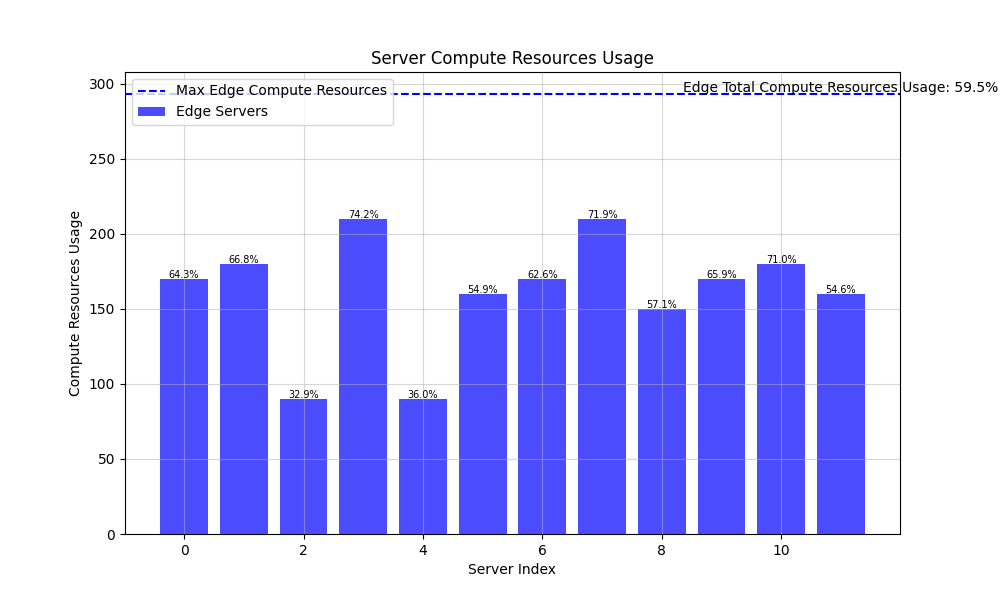 Server Compute Resources Usage
Max Edge Compute Resources
Edge Servers
Edge Total Compute Resources Usage: 59.5%
Compute Resources Usage
300
250
200
150
100
50
0
64.3%
66.8%
32.9%
74.2%
36.0%
54.9%
62.6%
71.9%
57.1%
65.9%
71.0%
54.6%
0 2 4 6 8 10
Server Index